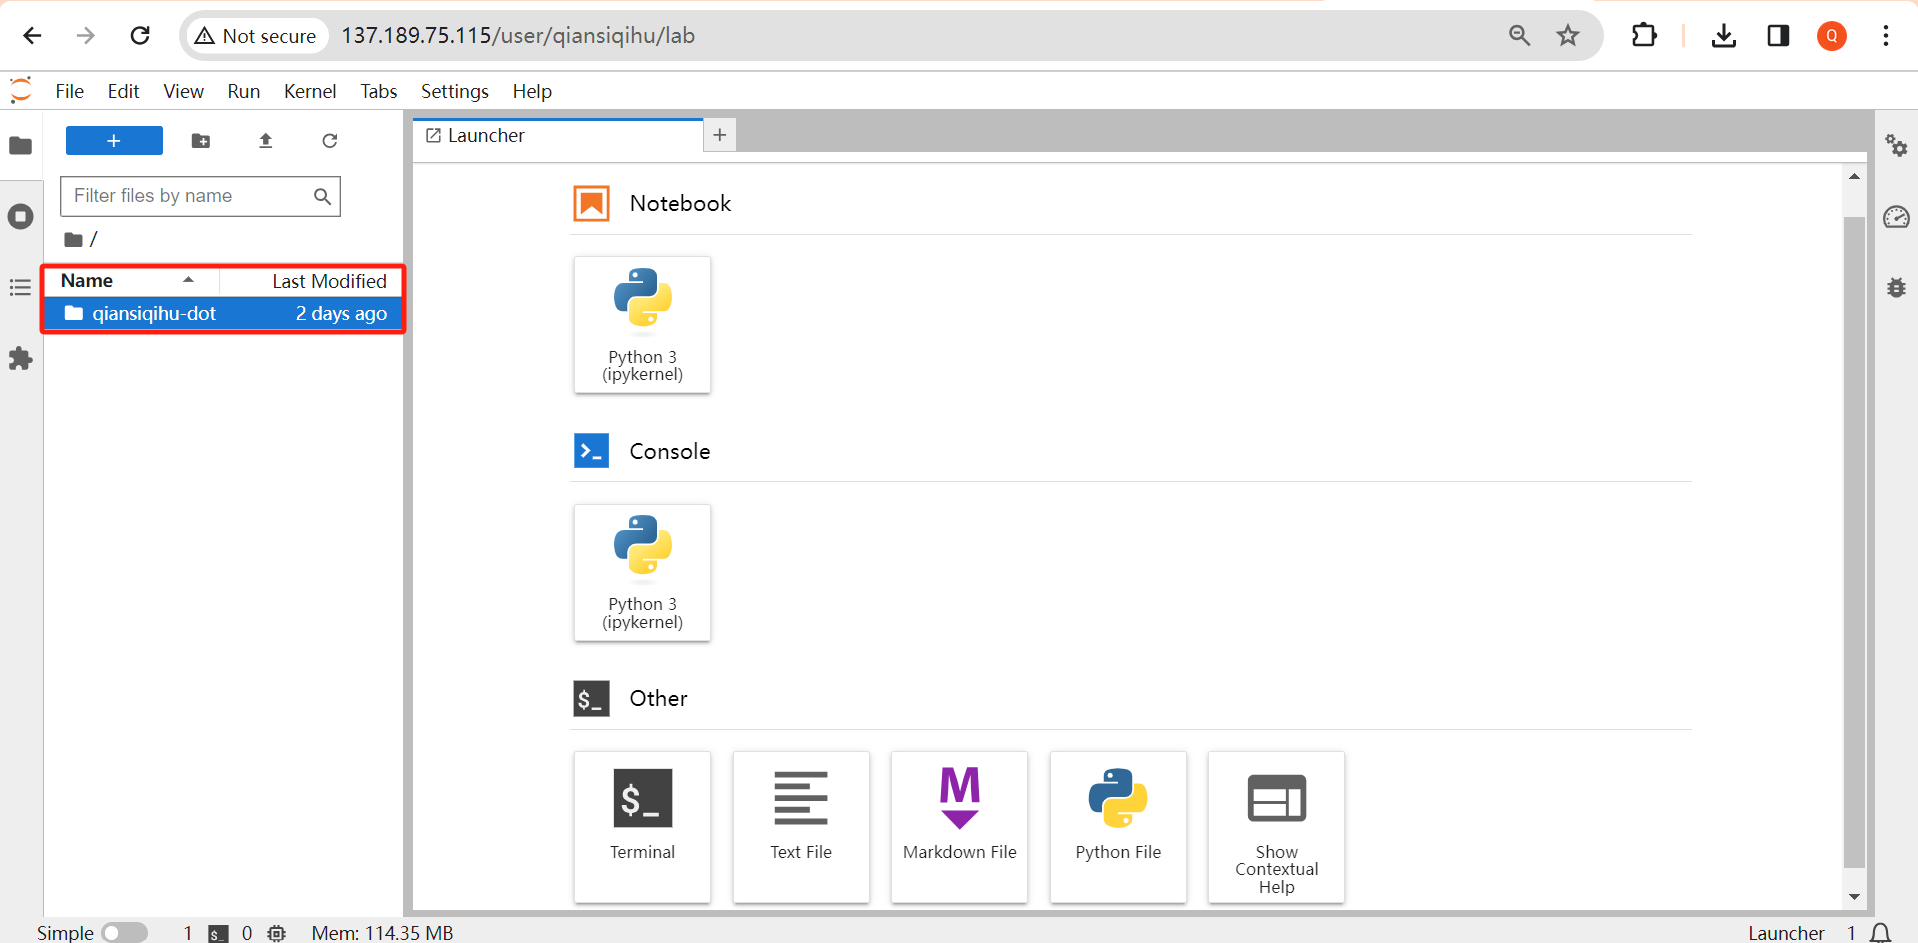 Not secure 137.189.75.115/user/qiansiqihu/lab Q
File Edit View Run Kernel Tabs Settings Help
+
Launcher
+
Filter files by name
/
Name Last Modified
qiansiqihu-dot 2 days ago
Notebook
Python 3
(ipykernel)
Console
Python 3
(ipykernel)
$_ Other
$_
Terminal
Text File
M
Markdown File
Python File
Show
Contextual
Help
Simple 1 $_ 0 Mem: 114.35 MB Launcher 1